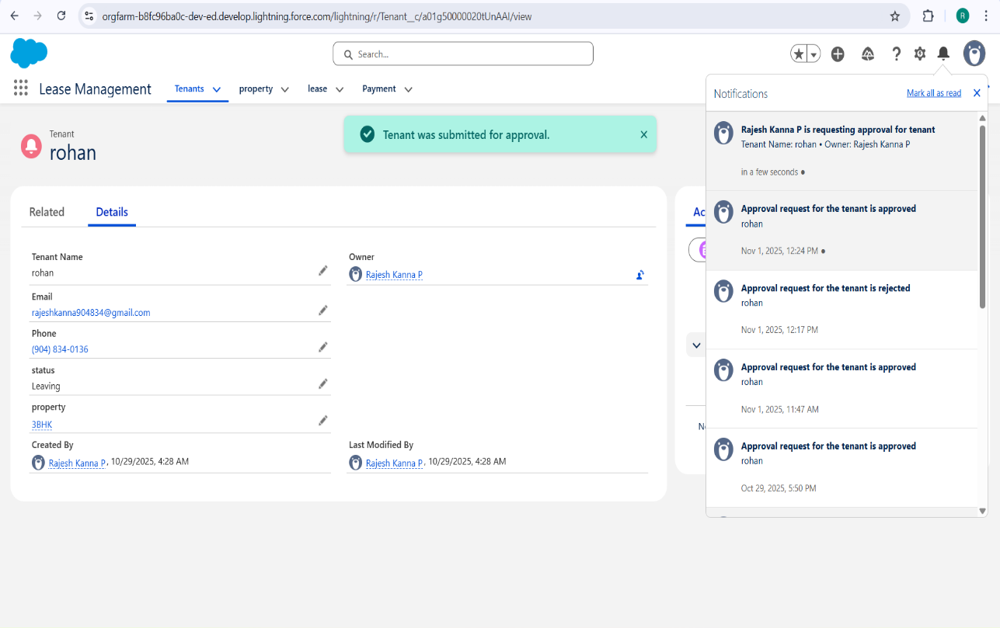 orgfarm-b8fc96ba0c-dev-ed.develop.lightning.force.com/lightning/r/Tenant__c/a01g50000020tUnAAI/view
R
Search...
Lease Management
Tenants
property
lease
Payment
Tenant
rohan
Tenant was submitted for approval.
Related
Details
Tenant Name
rohan
Owner
Rajesh Kanna P
Email
rajeshkanna904834@gmail.com
Phone
(904) 834-0136
status
Leaving
property
3BHK
Created By
Rajesh Kanna P, 10/29/2025, 4:28 AM
Last Modified By
Rajesh Kanna P, 10/29/2025, 4:28 AM
Notifications
Mark all as read
Rajesh Kanna P is requesting approval for tenant
Tenant Name: rohan • Owner: Rajesh Kanna P
in a few seconds •
Approval request for the tenant is approved
rohan
Nov 1, 2025, 12:24 PM •
Approval request for the tenant is rejected
rohan
Nov 1, 2025, 12:17 PM
Approval request for the tenant is approved
rohan
Nov 1, 2025, 11:47 AM
Approval request for the tenant is approved
rohan
Oct 29, 2025, 5:50 PM